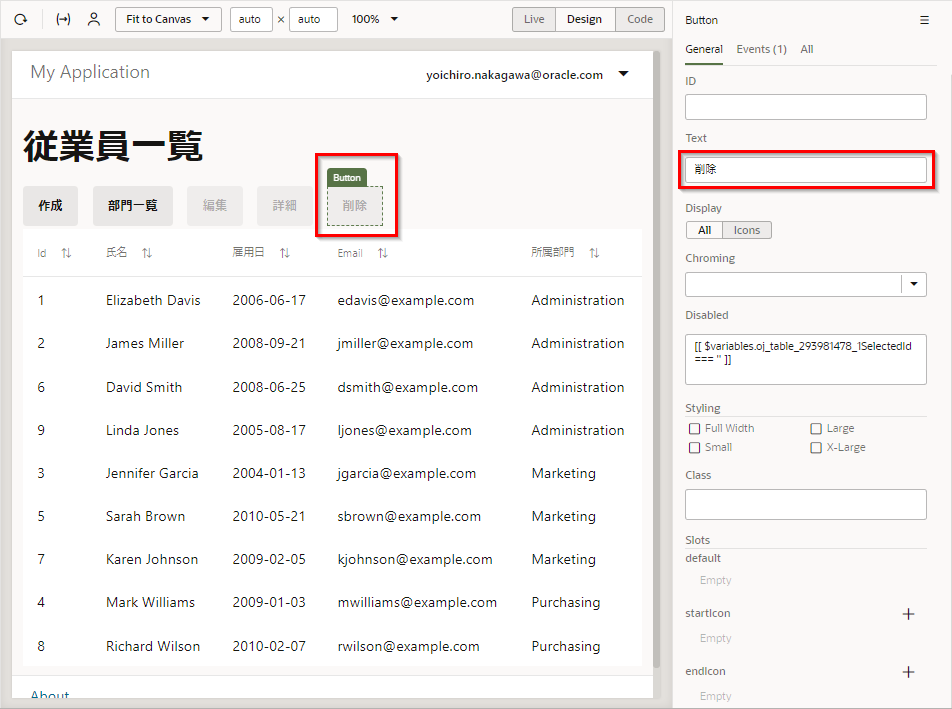 Fit to Canvas
auto × auto
100%
Live Design Code
My Application
yoichiro.nakagawa@oracle.com
従業員一覧
Button
作成 部門一覧 編集 詳細 削除
Id 氏名 雇用日 Email 所属部門
1 Elizabeth Davis 2006-06-17 edavis@example.com Administration
2 James Miller 2008-09-21 jmiller@example.com Administration
6 David Smith 2008-06-25 dsmith@example.com Administration
9 Linda Jones 2005-08-17 ljones@example.com Administration
3 Jennifer Garcia 2004-01-13 jgarcia@example.com Marketing
5 Sarah Brown 2010-05-21 sbrown@example.com Marketing
7 Karen Johnson 2009-02-05 kjohnson@example.com Marketing
4 Mark Williams 2009-01-03 mwilliams@example.com Purchasing
8 Richard Wilson 2010-02-07 rwilson@example.com Purchasing
About
Button
General Events (1) All
ID
Text
削除
Display
All Icons
Chroming
Disabled
[[ $variables.oj_table_293981478_1SelectedId
=== '' ]]
Styling
Full Width Large
Small X-Large
Class
Slots
default
Empty
startIcon
Empty
endIcon
Empty